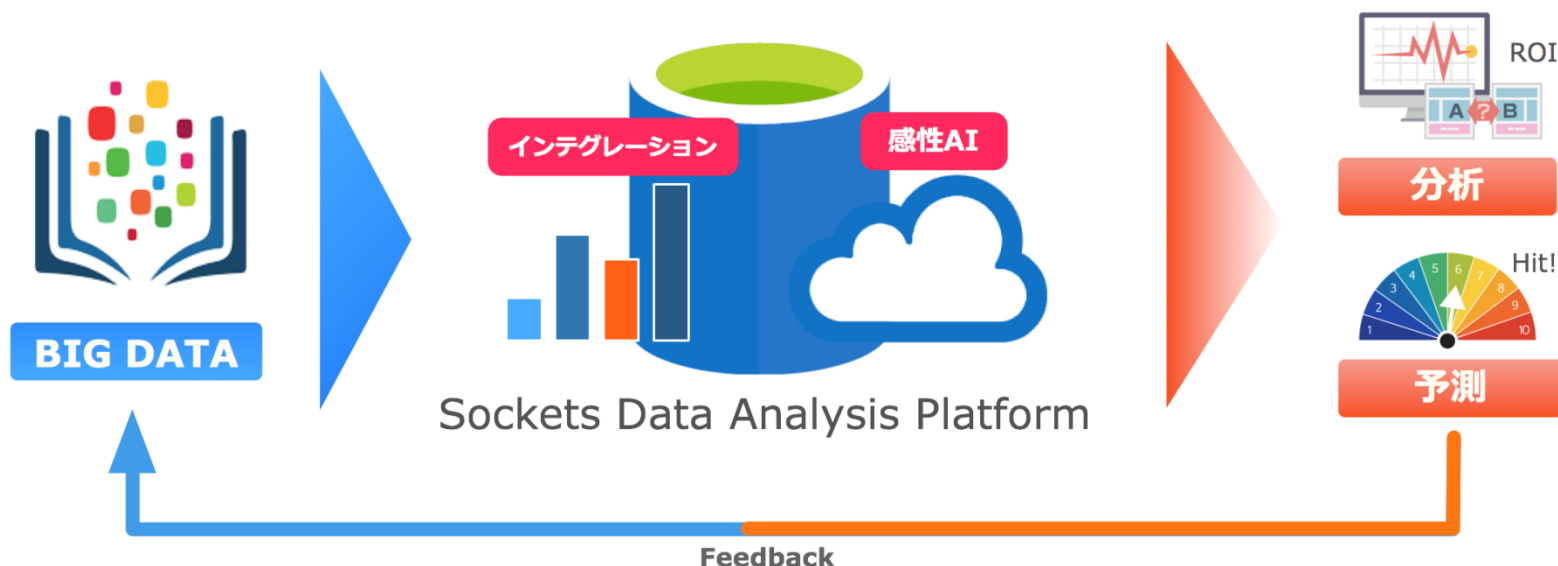 BIG DATA
インテグレーション
感性AI
Sockets Data Analysis Platform
ROI
A ? B
分析
Hit!
1 2 3 4 5 6 7 8 9 10
予測
Feedback